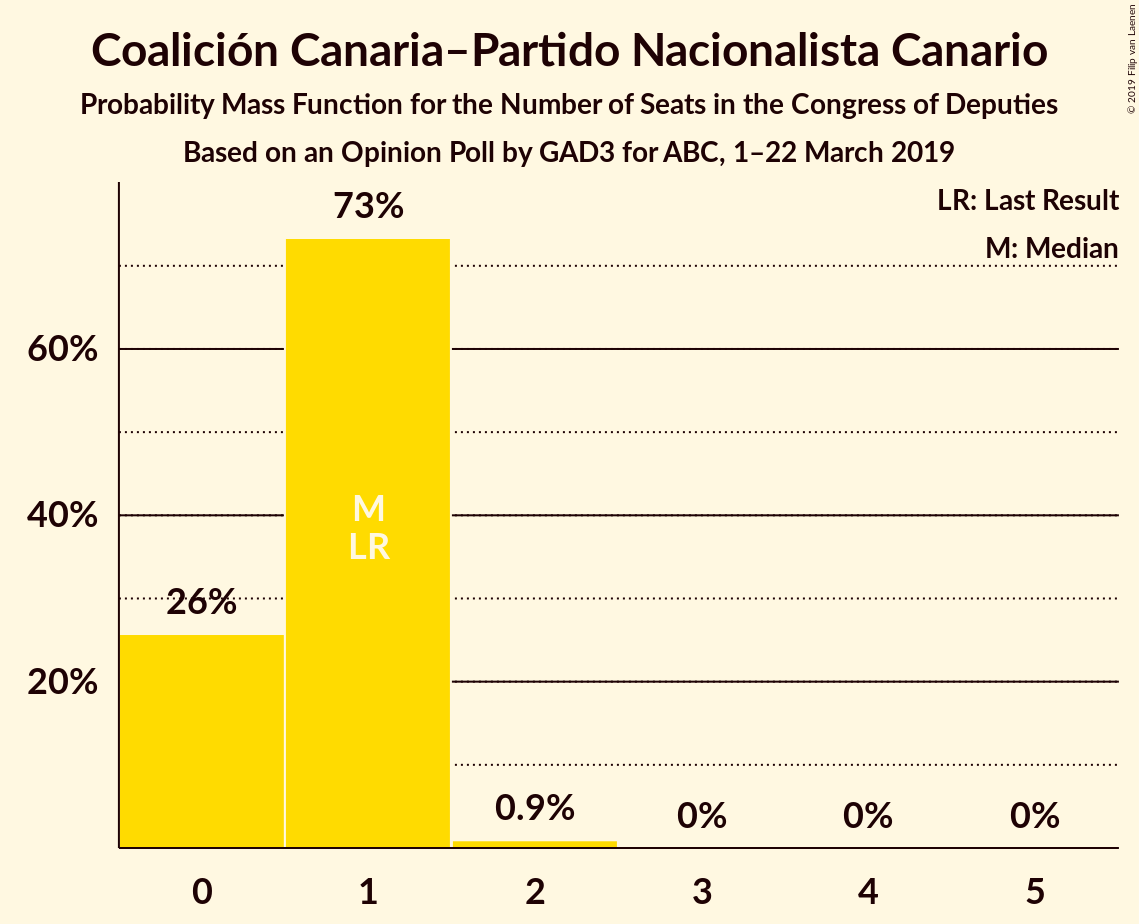 Coalición Canaria–Partido Nacionalista Canario
Probability Mass Function for the Number of Seats in the Congress of Deputies
Based on an Opinion Poll by GAD3 for ABC, 1–22 March 2019
© 2019 Filip van Laenen
LR: Last Result
M: Median
73%
60%
40%
20%
M
LR
26%
0.9%
0%
0%
0%
0
1
2
3
4
5